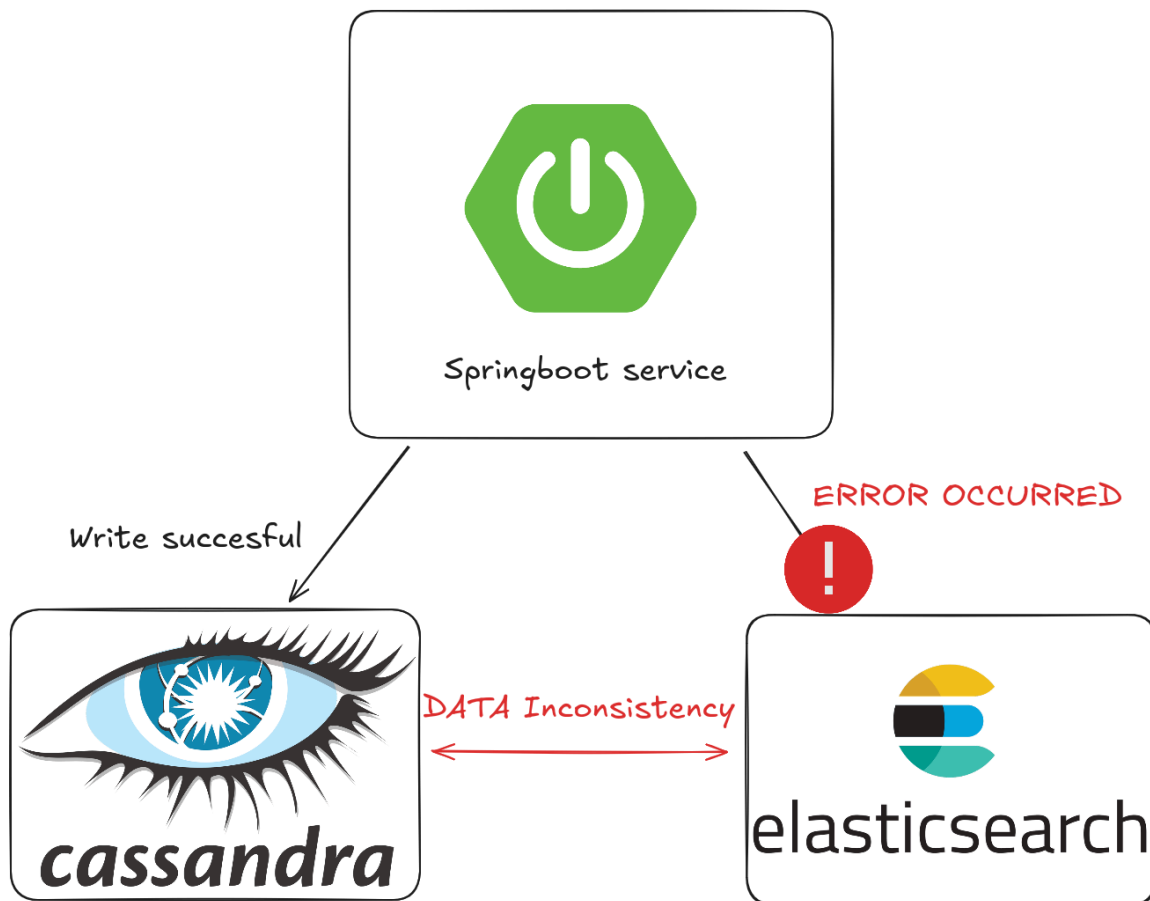 Springboot service
ERROR OCCURRED
Write succesful
!
DATA Inconsistency
cassandra
elasticsearch